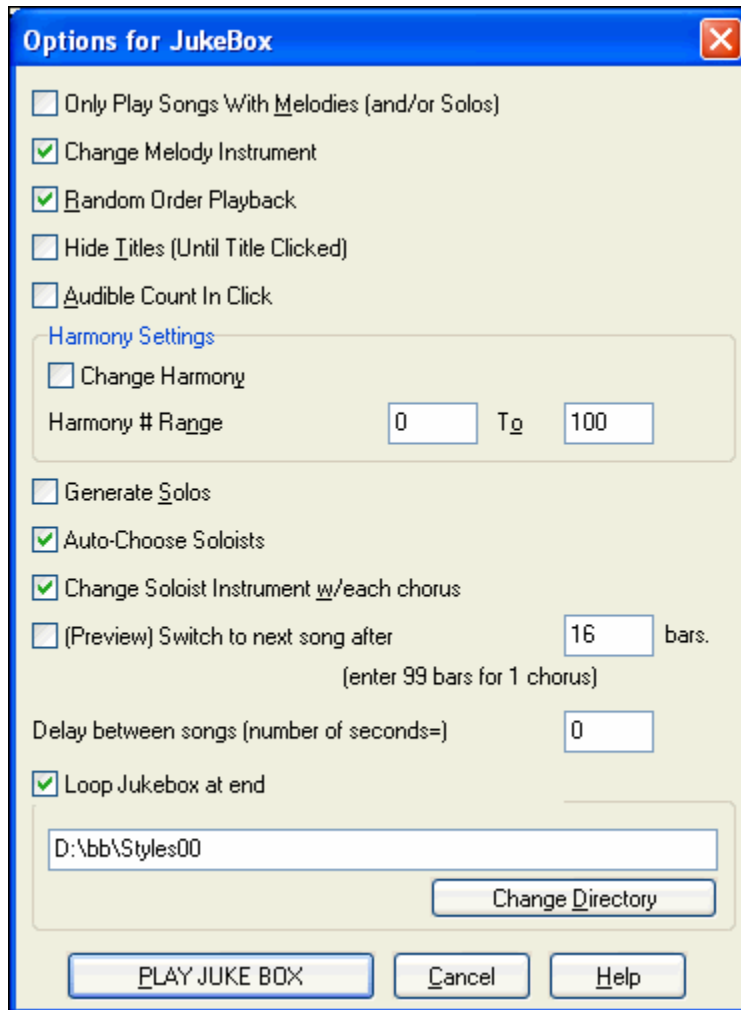 Options for JukeBox
Only Play Songs With Melodies (and/or Solos)
Change Melody Instrument
Random Order Playback
Hide Titles (Until Title Clicked)
Audible Count In Click
Harmony Settings
Change Harmony
Harmony # Range 0 To 100
Generate Solos
Auto-Choose Soloists
Change Soloist Instrument w/each chorus
(Preview) Switch to next song after 16 bars.
(enter 99 bars for 1 chorus)
Delay between songs (number of seconds=) 0
Loop Jukebox at end
D:\bb\Styles00
Change Directory
PLAY JUKE BOX Cancel Help